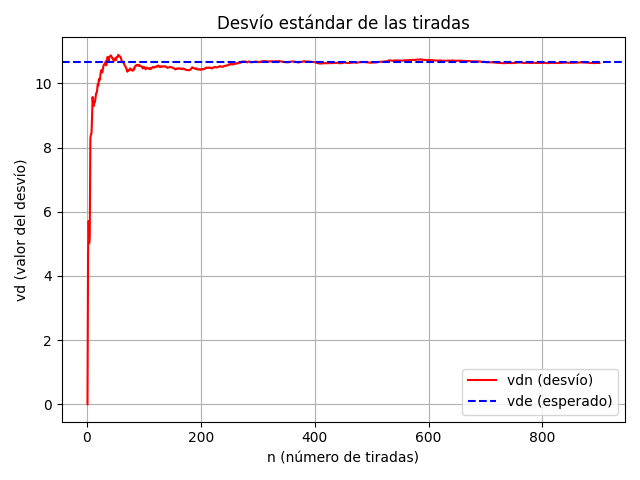 Desvío estándar de las tiradas
vd (valor del desvío)
10
8
6
4
2
0
0 200 400 600 800
n (número de tiradas)
vdn (desvío)
vde (esperado)